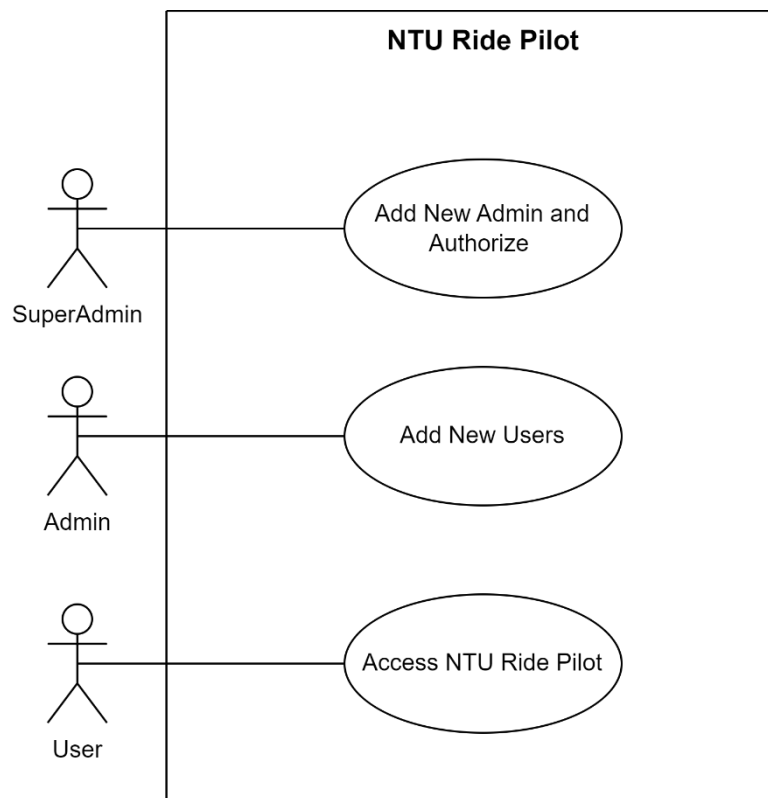 NTU Ride Pilot
Add New Admin and
Authorize
SuperAdmin
Add New Users
Admin
Access NTU Ride Pilot
User